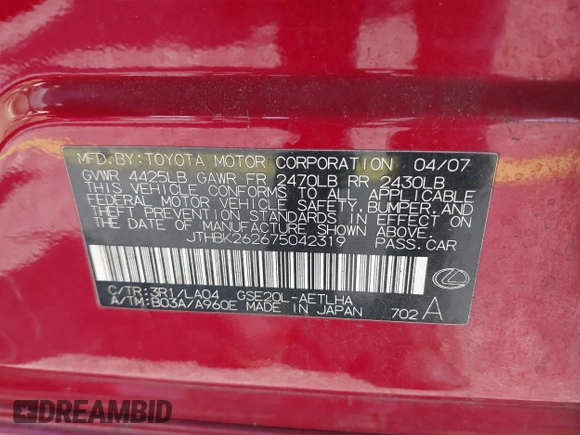 MFD. BY: TOYOTA MOTOR CORPORATION 04/07
GVWR 4425LB GAWR FR 2470LB RR 2430LB
THIS VEHICLE CONFORMS TO ALL APPLICABLE
FEDERAL MOTOR VEHICLE SAFETY, BUMPER, AND
THEFT PREVENTION STANDARDS IN EFFECT ON
THE DATE OF MANUFACTURE SHOWN ABOVE.
JTHBK262675042319 PASS. CAR
C/TR: 3R1/LA04 GSE20L-AETLHA
A/TM: B03A/A960E MADE IN JAPAN 702 A
DREAMBID